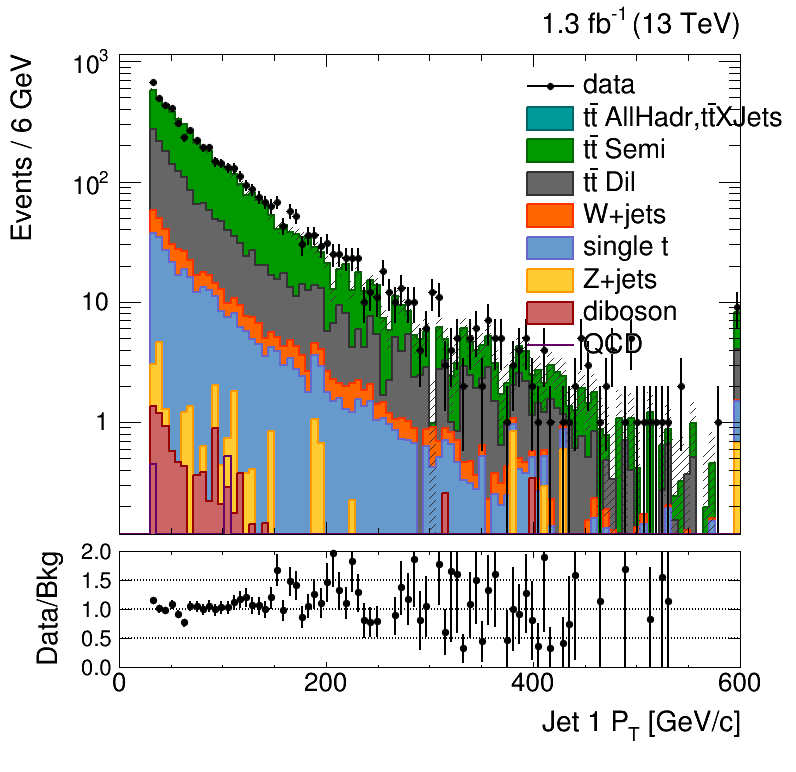 1.3 fb⁻¹ (13 TeV)
Events / 6 GeV
10³
10²
10
1
data
tt̄ AllHadr,tt̄XJets
tt̄ Semi
tt̄ Dil
W+jets
single t
Z+jets
diboson
QCD
Data/Bkg
2.0
1.5
1.0
0.5
0.0
0 200 400 600
Jet 1 P_T [GeV/c]